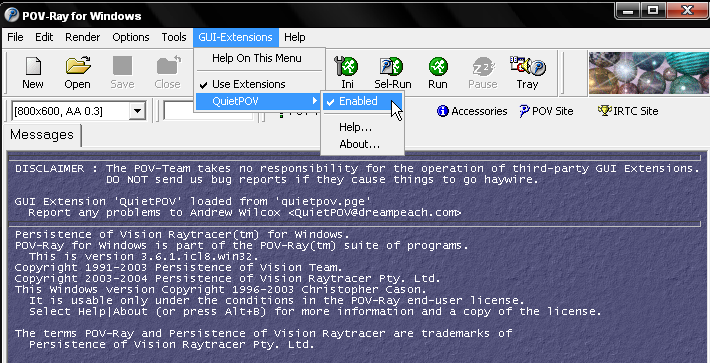 POV-Ray for Windows
File Edit Render Options Tools GUI-Extensions Help
Help On This Menu
Use Extensions
QuietPOV
Enabled
Help...
About...
New Open Save Close Ini Sel-Run Run Pause Tray
[800x600, AA 0.3] Accessories POV Site IRTC Site
Messages
DISCLAIMER : The POV-Team takes no responsibility for the operation of third-party GUI Extensions.
DO NOT send us bug reports if they cause things to go haywire.
GUI Extension 'QuietPOV' loaded from 'quietpov.pge'
Report any problems to Andrew Wilcox <QuietPOV@dreampeach.com>
Persistence of Vision Raytracer(tm) for Windows.
POV-Ray for Windows is part of the POV-Ray(tm) suite of programs.
This is version 3.6.1.icl8.win32.
Copyright 1991-2003 Persistence of Vision Team.
Copyright 2003-2004 Persistence of Vision Raytracer Pty. Ltd.
This Windows version Copyright 1996-2003 Christopher Cason.
It is usable only under the conditions in the POV-Ray end-user license.
Select Help|About (or press Alt+B) for more information and a copy of the license.
The terms POV-Ray and Persistence of Vision Raytracer are trademarks of
Persistence of Vision Raytracer Pty. Ltd.